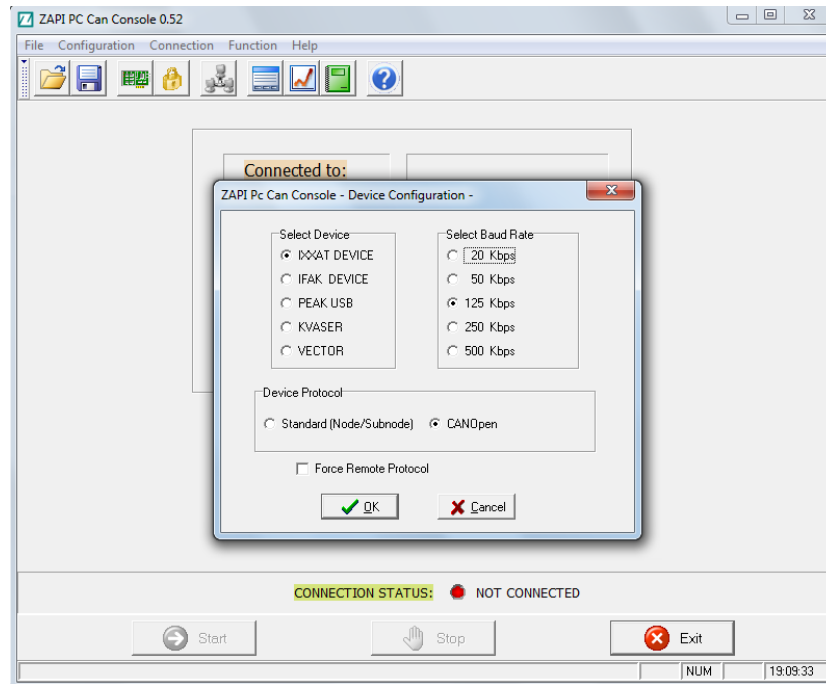 ZAPI PC Can Console 0.52
File Configuration Connection Function Help
Connected to:
ZAPI Pc Can Console - Device Configuration -
Select Device
IXXAT DEVICE
IFAK DEVICE
PEAK USB
KVASER
VECTOR
Select Baud Rate
20 Kbps
50 Kbps
125 Kbps
250 Kbps
500 Kbps
Device Protocol
Standard (Node/Subnode) CANOpen
Force Remote Protocol
OK Cancel
CONNECTION STATUS: NOT CONNECTED
Start Stop Exit
NUM 19:09:33